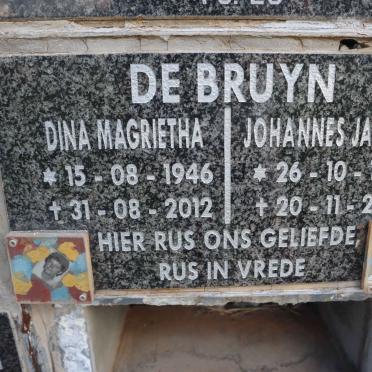 DE BRUYN
DINA MAGRIETHA JOHANNES
* 15 - 08 - 1946 * 26 - 10 -
† 31 - 08 - 2012 † 20 - 11 -
HIER RUS ONS GELIEFDE
RUS IN VREDE